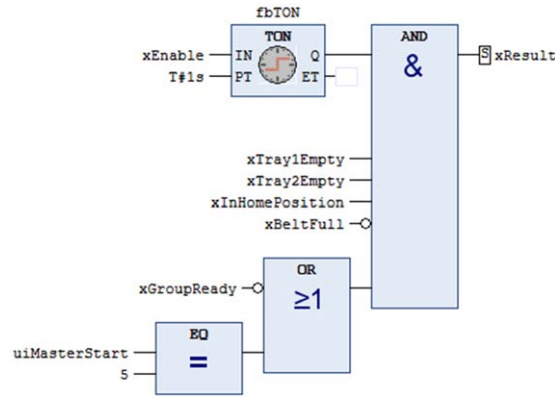 fbTON
TON
AND
xEnable IN Q S xResult
T#1s PT ET &
xTray1Empty
xTray2Empty
xInHomePosition
xBeltFull
OR
xGroupReady ≥1
EQ
uiMasterStart =
5